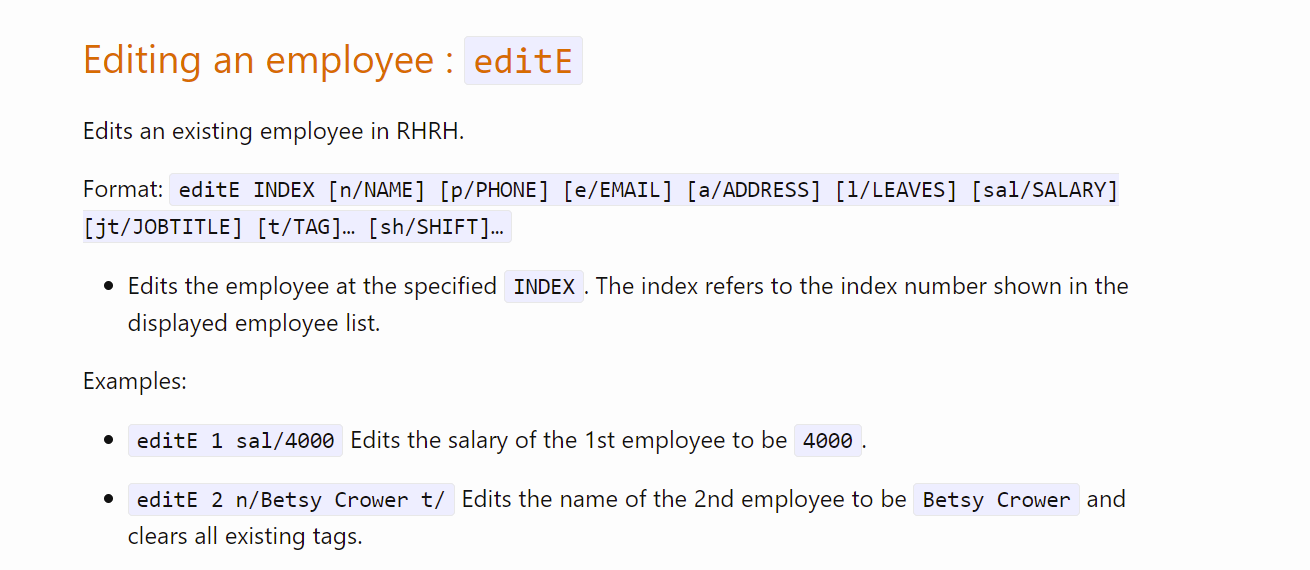 Editing an employee : editE
Edits an existing employee in RHRH.
Format: editE INDEX [n/NAME] [p/PHONE] [e/EMAIL] [a/ADDRESS] [l/LEAVES] [sal/SALARY]
[jt/JOBTITLE] [t/TAG]… [sh/SHIFT]…
• Edits the employee at the specified INDEX. The index refers to the index number shown in the
displayed employee list.
Examples:
• editE 1 sal/4000 Edits the salary of the 1st employee to be 4000.
• editE 2 n/Betsy Crower t/ Edits the name of the 2nd employee to be Betsy Crower and
clears all existing tags.